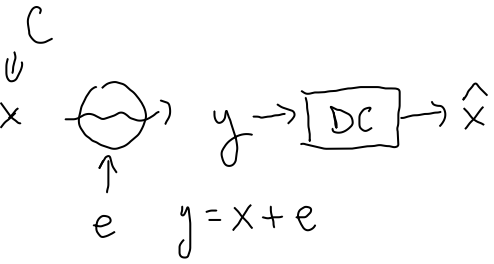 C
x y DC x̂
e y = x + e